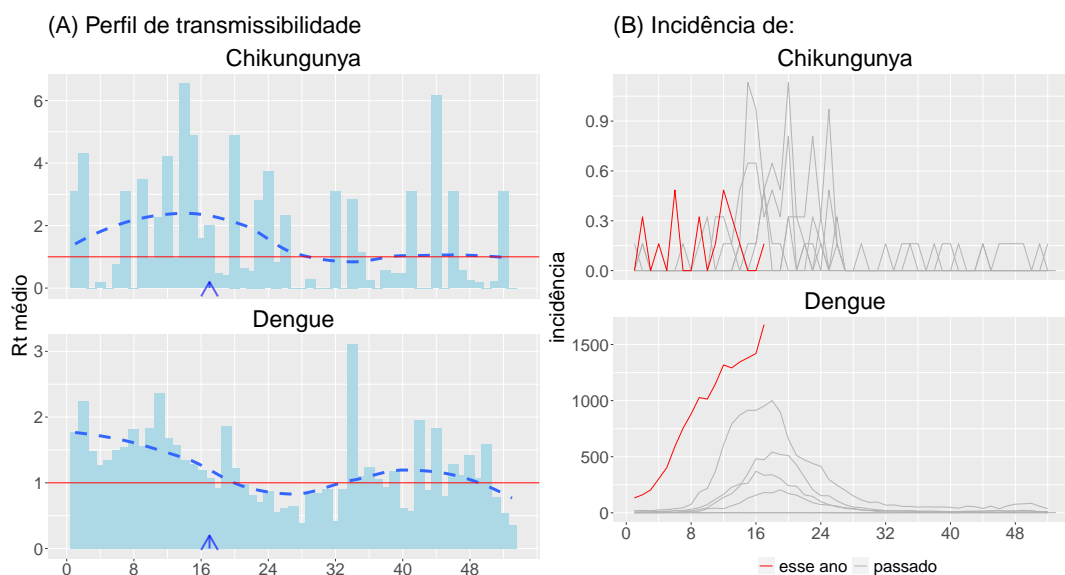 (A) Perfil de transmissibilidade
Chikungunya
6
4
2
0
Dengue
3
2
1
0
0 8 16 24 32 40 48
Rt médio
(B) Incidência de:
Chikungunya
0.9
0.6
0.3
0.0
Dengue
1500
1000
500
0
0 8 16 24 32 40 48
incidência
esse ano passado